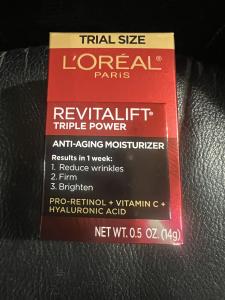 TRIAL SIZE
L'ORÉAL
PARIS
REVITALIFT®
TRIPLE POWER
ANTI-AGING MOISTURIZER
Results in 1 week:
1. Reduce wrinkles
2. Firm
3. Brighten
PRO-RETINOL + VITAMIN C +
HYALURONIC ACID
NET WT. 0.5 OZ. (14g)